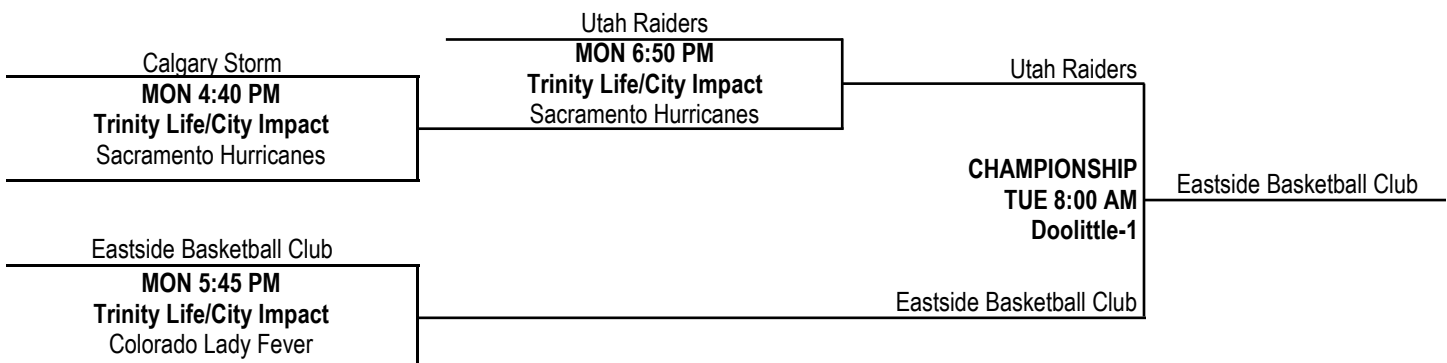 Utah Raiders
Calgary Storm
MON 6:50 PM
Trinity Life/City Impact
Sacramento Hurricanes
Utah Raiders
MON 4:40 PM
Trinity Life/City Impact
Sacramento Hurricanes
CHAMPIONSHIP
TUE 8:00 AM
Doolittle-1
Eastside Basketball Club
Eastside Basketball Club
MON 5:45 PM
Trinity Life/City Impact
Colorado Lady Fever
Eastside Basketball Club